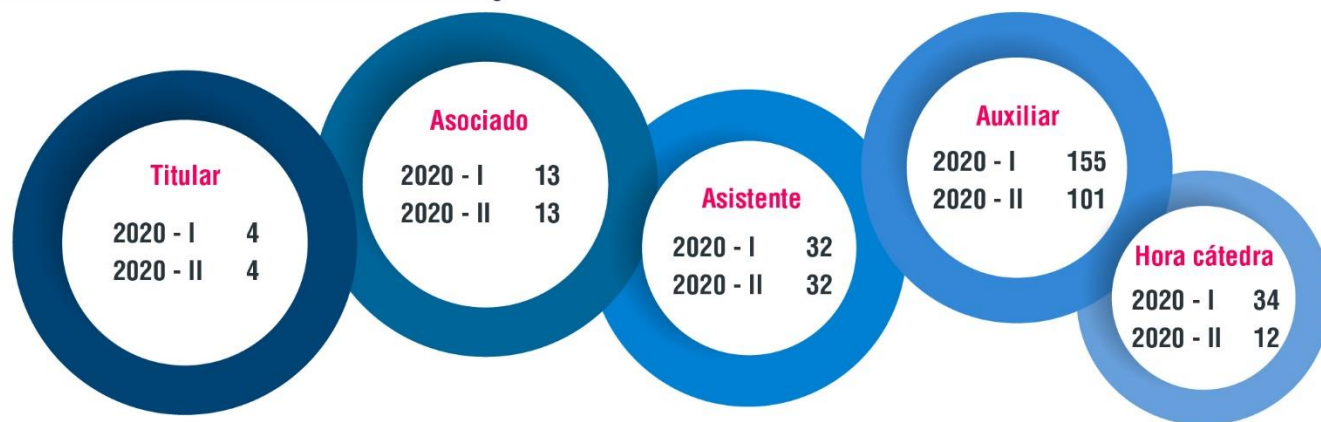 Titular
2020 - I 4
2020 - II 4
Asociado
2020 - I 13
2020 - II 13
Asistente
2020 - I 32
2020 - II 32
Auxiliar
2020 - I 155
2020 - II 101
Hora cátedra
2020 - I 34
2020 - II 12